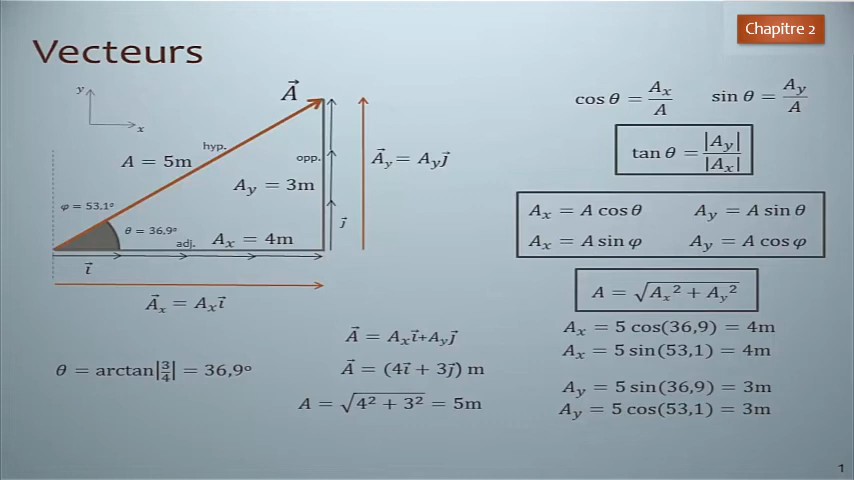 Chapitre 2
Vecteurs
y
x
A⃗
hyp.
A = 5m
opp.
A⃗y = Ayȷ⃗
Ay = 3m
φ = 53,1°
θ = 36,9°
adj.
Ax = 4m
ȷ⃗
ı⃗
A⃗x = Axı⃗
θ = arctan|3/4| = 36,9°
A⃗ = Axı⃗+Ayȷ⃗
A⃗ = (4ı⃗ + 3ȷ⃗) m
A = √(4² + 3²) = 5m
cos θ = Ax/A sin θ = Ay/A
tan θ = |Ay|/|Ax|
Ax = A cos θ Ay = A sin θ
Ax = A sin φ Ay = A cos φ
A = √(Ax² + Ay²)
Ax = 5 cos(36,9) = 4m
Ax = 5 sin(53,1) = 4m
Ay = 5 sin(36,9) = 3m
Ay = 5 cos(53,1) = 3m
1